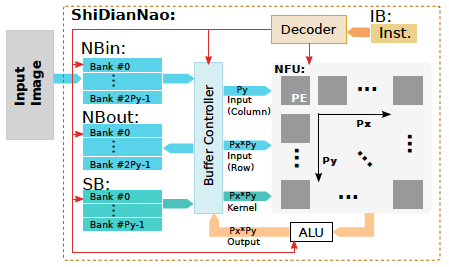 ShiDianNao:
IB:
Decoder
Inst.
Input
Image
NBin:
Bank #0
Bank #2Py-1
NBout:
Bank #0
Bank #2Py-1
SB:
Bank #0
Bank #Py-1
Buffer Controller
Py
Input
(Column)
Px*Py
Input
(Row)
Px*Py
Kernel
Px*Py
Output
NFU:
PE
Px
Py
ALU